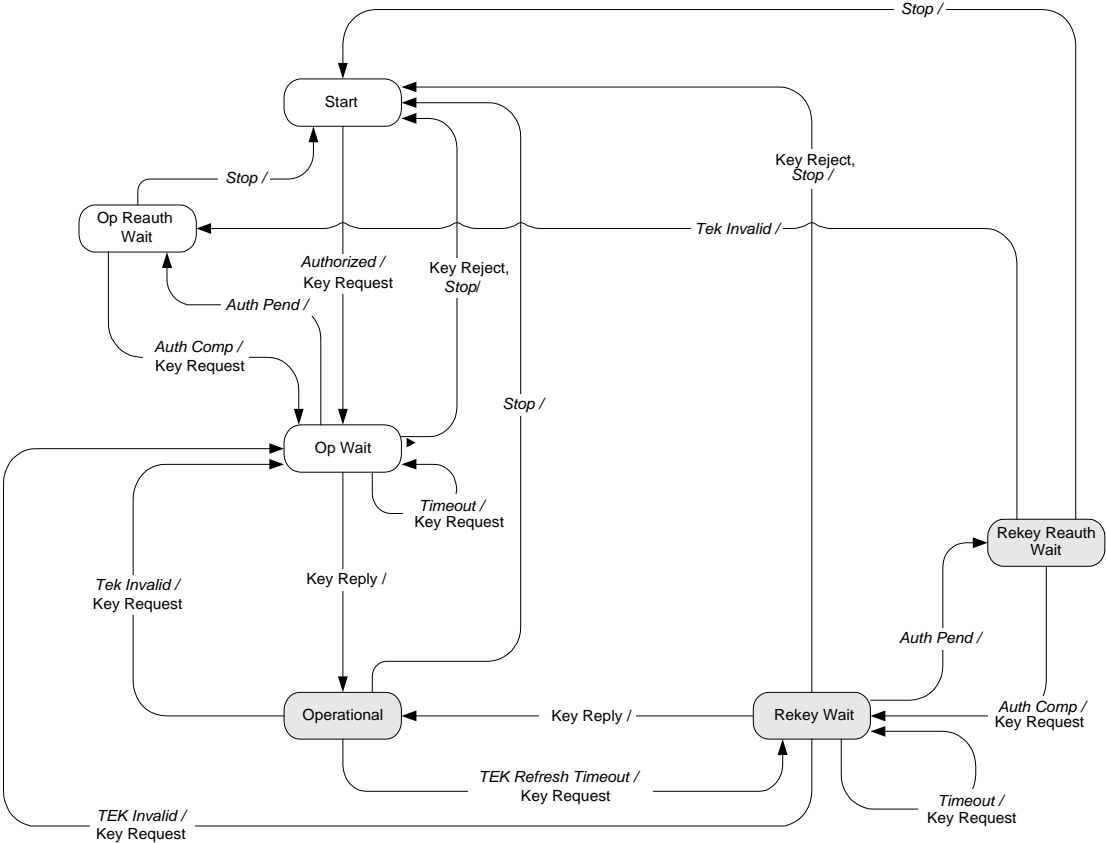 Stop /
Start
Key Reject,
Stop /
Stop /
Op Reauth
Wait
Tek Invalid /
Authorized /
Key Request
Key Reject,
Stop/
Auth Pend /
Auth Comp /
Key Request
Stop /
Op Wait
Timeout /
Key Request
Rekey Reauth
Wait
Tek Invalid /
Key Request
Key Reply /
Auth Pend /
Operational
Key Reply /
Rekey Wait
Auth Comp /
Key Request
TEK Refresh Timeout /
Key Request
Timeout /
Key Request
TEK Invalid /
Key Request